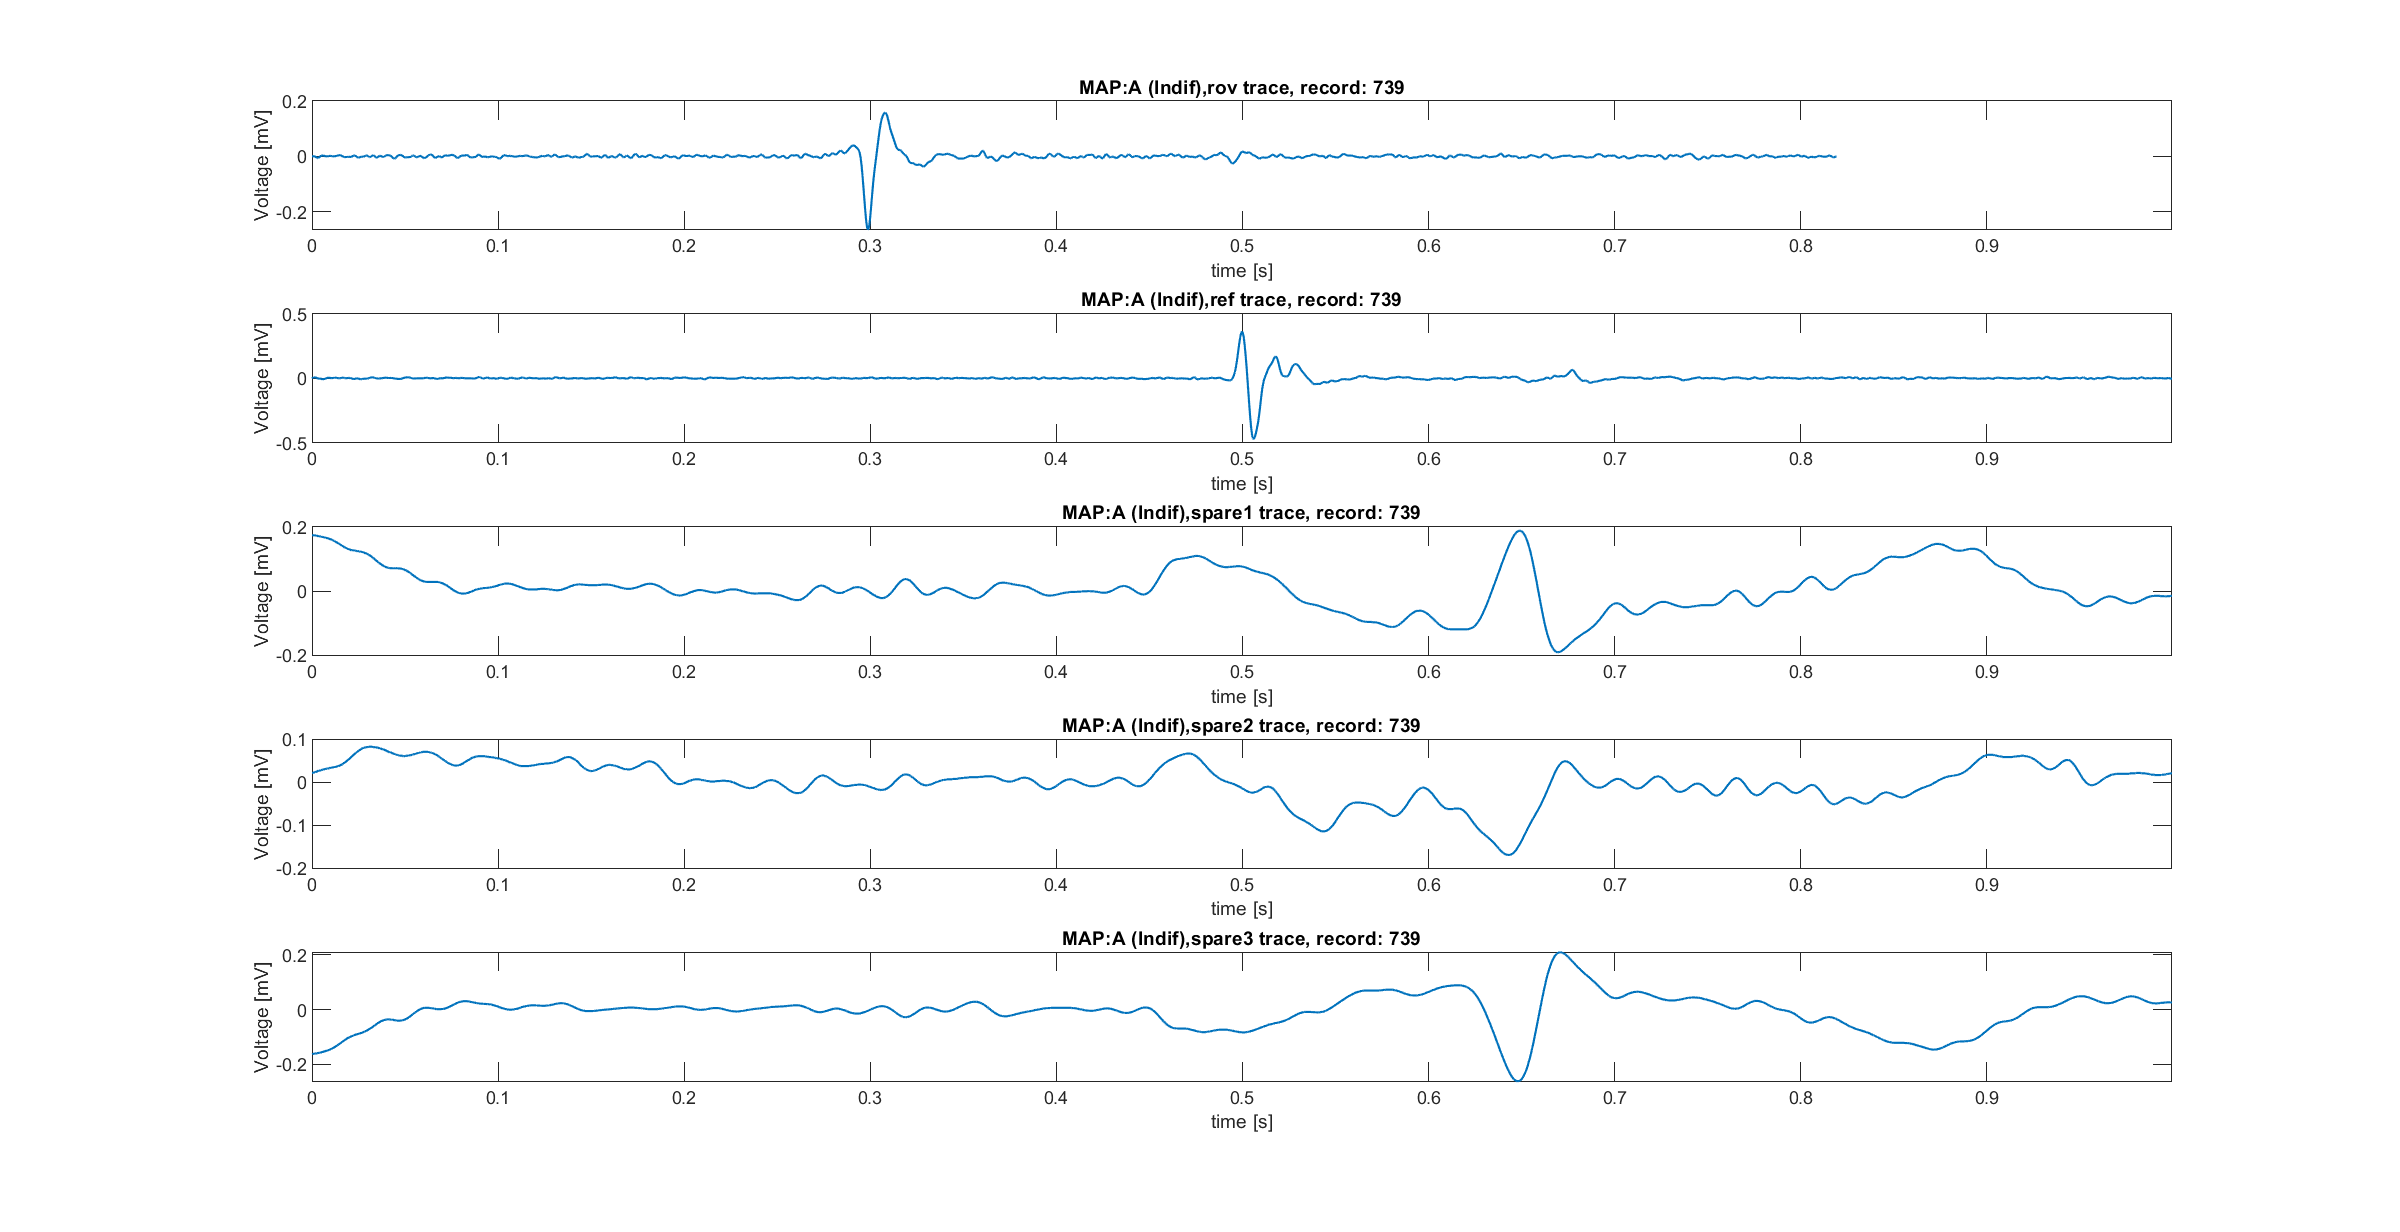 MAP:A (Indif),rov trace, record: 739
Voltage [mV]
0.2
0
-0.2
0 0.1 0.2 0.3 0.4 0.5 0.6 0.7 0.8 0.9
time [s]
MAP:A (Indif),ref trace, record: 739
Voltage [mV]
0.5
0
-0.5
0 0.1 0.2 0.3 0.4 0.5 0.6 0.7 0.8 0.9
time [s]
MAP:A (Indif),spare1 trace, record: 739
Voltage [mV]
0.2
0
-0.2
0 0.1 0.2 0.3 0.4 0.5 0.6 0.7 0.8 0.9
time [s]
MAP:A (Indif),spare2 trace, record: 739
Voltage [mV]
0.1
0
-0.1
-0.2
0 0.1 0.2 0.3 0.4 0.5 0.6 0.7 0.8 0.9
time [s]
MAP:A (Indif),spare3 trace, record: 739
Voltage [mV]
0.2
0
-0.2
0 0.1 0.2 0.3 0.4 0.5 0.6 0.7 0.8 0.9
time [s]